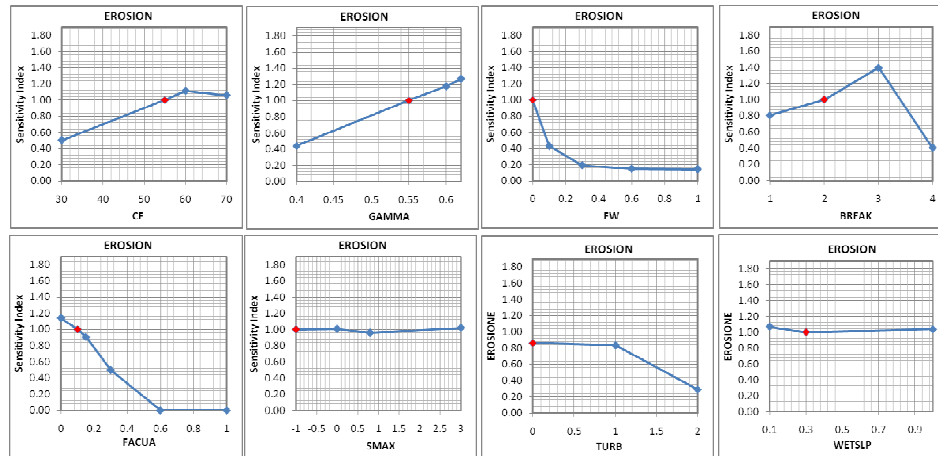 EROSION
Sensitivity Index
1.80
1.60
1.40
1.20
1.00
0.80
0.60
0.40
0.20
0.00
30 40 50 60 70
CF
EROSION
Sensitivity Index
1.80
1.60
1.40
1.20
1.00
0.80
0.60
0.40
0.20
0.00
0.4 0.45 0.5 0.55 0.6
GAMMA
EROSION
Sensitivity Index
1.80
1.60
1.40
1.20
1.00
0.80
0.60
0.40
0.20
0.00
0 0.2 0.4 0.6 0.8 1
FW
EROSION
Sensitivity Index
1.80
1.60
1.40
1.20
1.00
0.80
0.60
0.40
0.20
0.00
1 2 3 4
BREAK
EROSION
Sensitivity Index
1.80
1.60
1.40
1.20
1.00
0.80
0.60
0.40
0.20
0.00
0 0.2 0.4 0.6 0.8 1
FACUA
EROSION
Sensitivity Index
1.80
1.60
1.40
1.20
1.00
0.80
0.60
0.40
0.20
0.00
-1 -0.5 0 0.5 1 1.5 2 2.5 3
SMAX
EROSION
EROSIONE
1.80
1.60
1.40
1.20
1.00
0.80
0.60
0.40
0.20
0.00
0 0.5 1 1.5 2
TURB
EROSION
EROSIONE
1.80
1.60
1.40
1.20
1.00
0.80
0.60
0.40
0.20
0.00
0.1 0.3 0.5 0.7 0.9
WETSLP